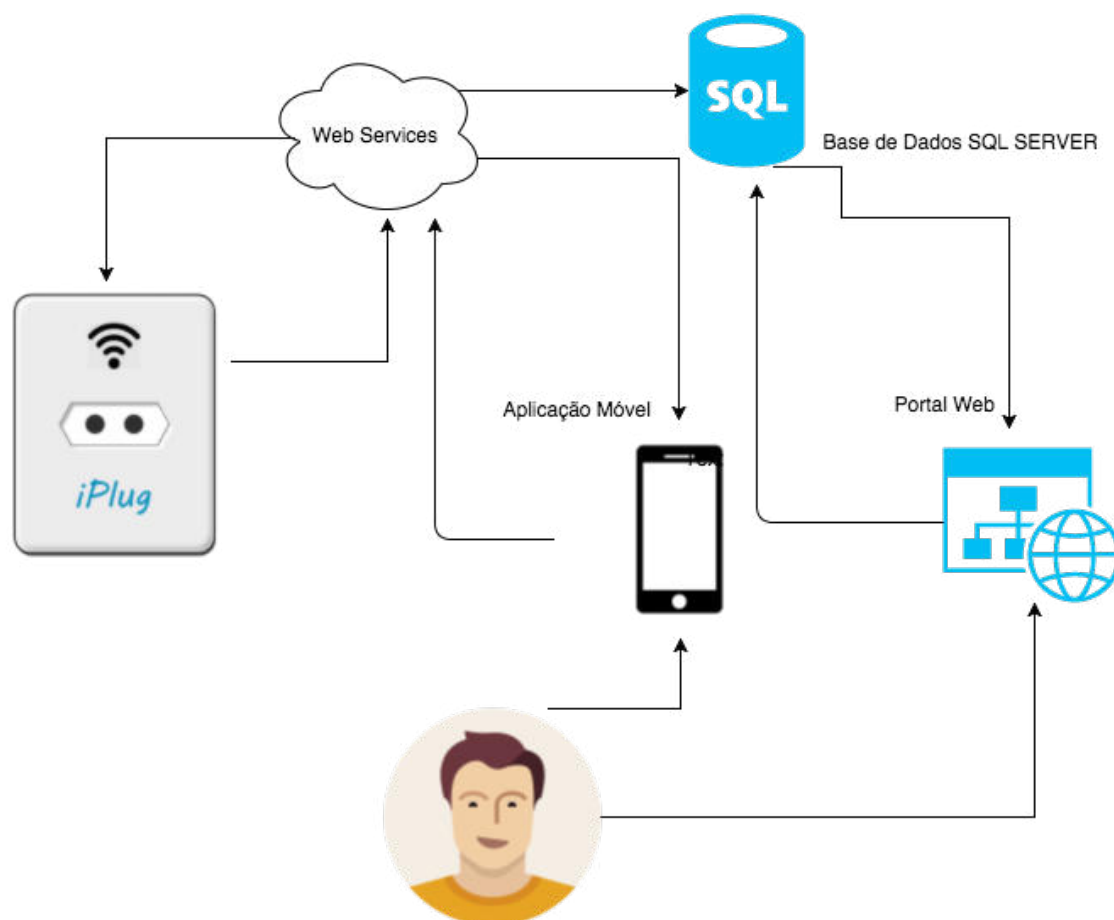 SQL
Web Services
Base de Dados SQL SERVER
Aplicação Móvel
Portal Web
iPlug